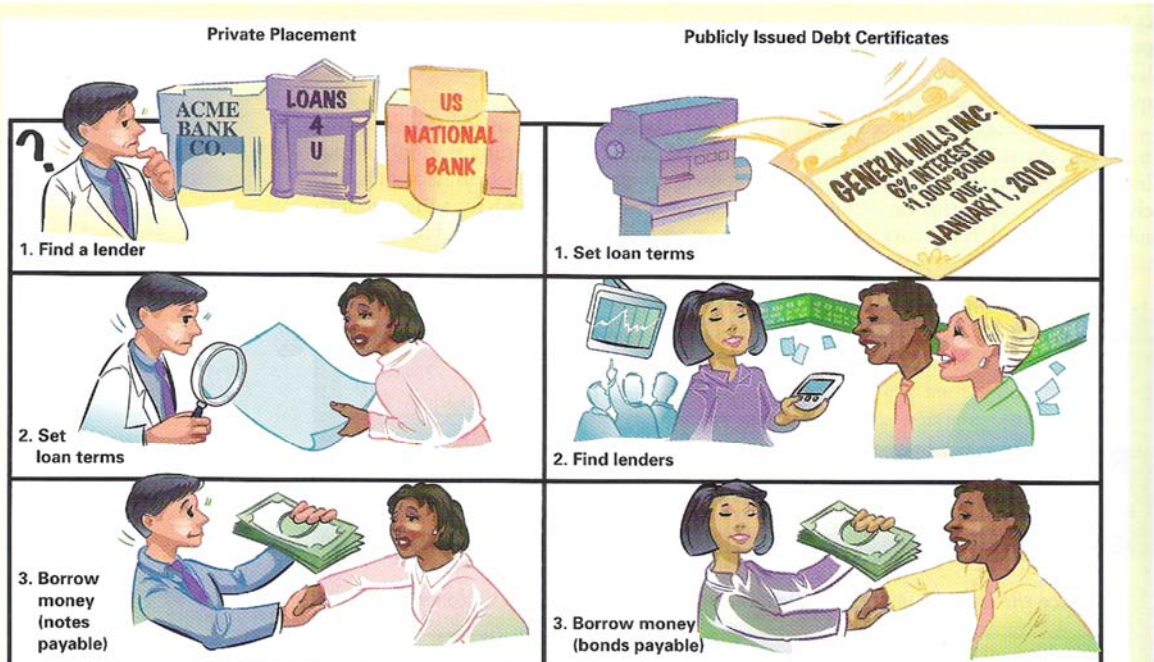 Private Placement
Publicly Issued Debt Certificates
?
ACME
BANK
CO.
LOANS
4
U
US
NATIONAL
BANK
1. Find a lender
GENERAL MILLS INC.
6% INTEREST
$1,000⁰⁰ BOND
DUE:
JANUARY 1, 2010
1. Set loan terms
2. Set
loan terms
2. Find lenders
3. Borrow
money
(notes
payable)
3. Borrow money
(bonds payable)